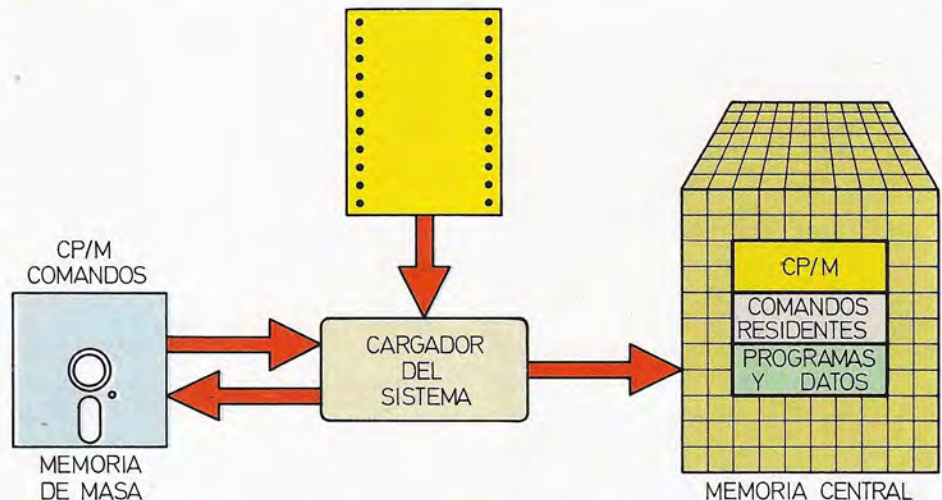 CP/M
COMANDOS
MEMORIA
DE MASA
CARGADOR
DEL
SISTEMA
CP/M
COMANDOS
RESIDENTES
PROGRAMAS
Y DATOS
MEMORIA CENTRAL